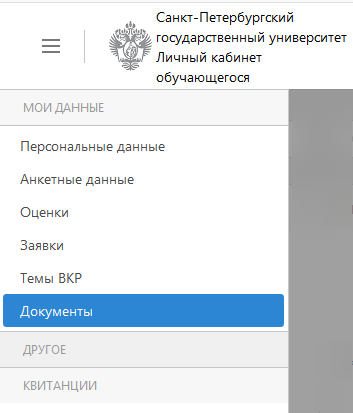 Санкт-Петербургский
государственный университет
Личный кабинет
обучающегося
МОИ ДАННЫЕ
Персональные данные
Анкетные данные
Оценки
Заявки
Темы ВКР
Документы
ДРУГОЕ
КВИТАНЦИИ